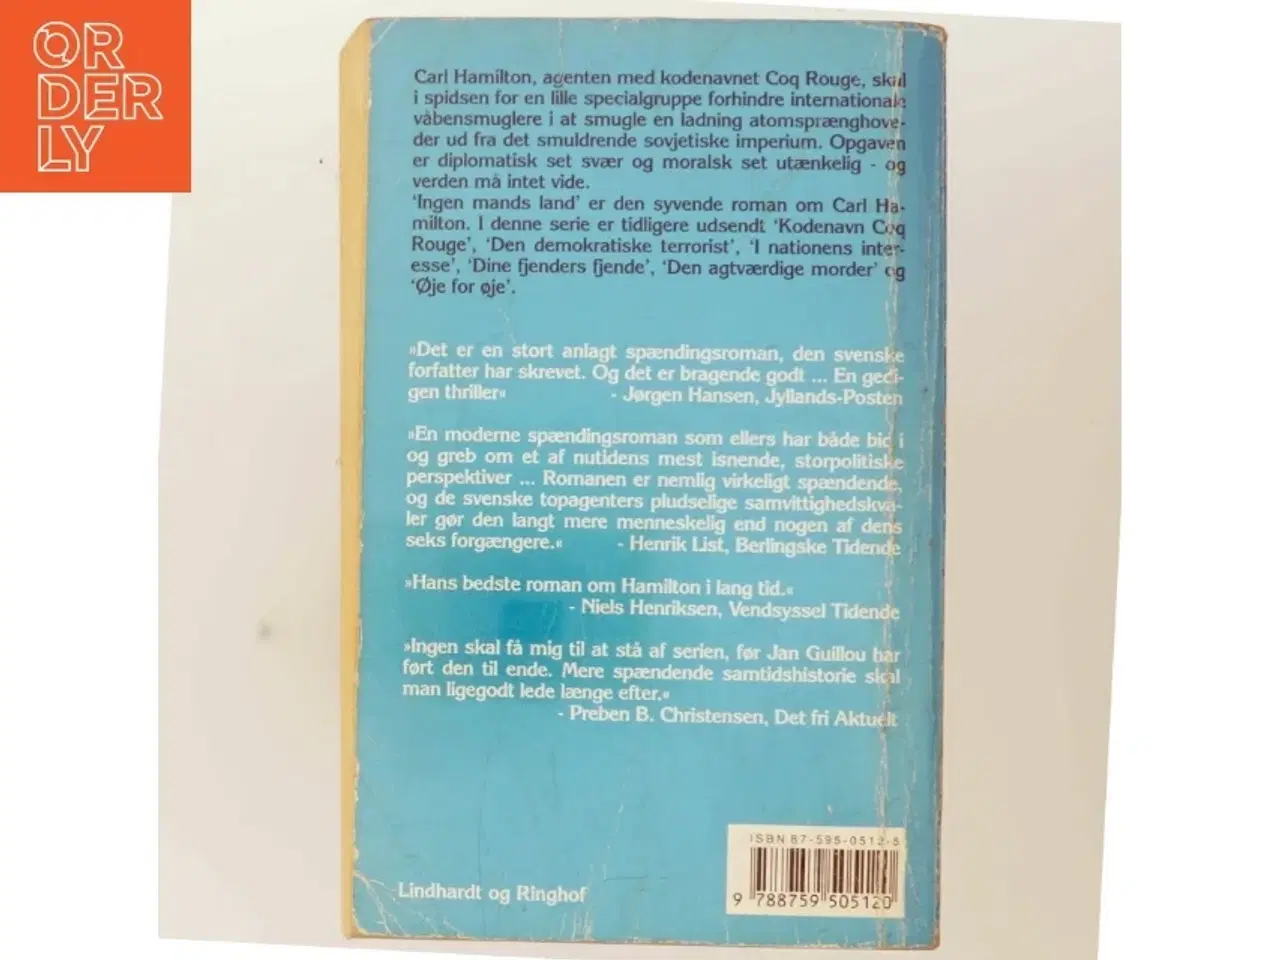 ORDERLY
Carl Hamilton, agenten med kodenavnet Coq Rouge, skal
i spidsen for en lille specialgruppe forhindre internationale
våbensmuglere i at smugle en ladning atomsprænghove-
der ud fra det smuldrende sovjetiske imperium. Opgaven
er diplomatisk set svær og moralsk set utænkelig - og
verden må intet vide.
'Ingen mands land' er den syvende roman om Carl Ha-
milton. I denne serie er tidligere udsendt 'Kodenavn Coq
Rouge', 'Den demokratiske terrorist', 'I nationens inter-
esse', 'Dine fjenders fjende', 'Den agtværdige morder' og
'Øje for øje'.
»Det er en stort anlagt spændingsroman, den svenske
forfatter har skrevet. Og det er bragende godt ... En gedi-
gen thriller« - Jørgen Hansen, Jyllands-Posten
»En moderne spændingsroman som ellers har både bid i
og greb om et af nutidens mest isnende, storpolitiske
perspektiver ... Romanen er nemlig virkeligt spændende,
og de svenske topagenters pludselige samvittighedskva-
ler gør den langt mere menneskelig end nogen af dens
seks forgængere.« - Henrik List, Berlingske Tidende
»Hans bedste roman om Hamilton i lang tid.«
- Niels Henriksen, Vendsyssel Tidende
»Ingen skal få mig til at stå af serien, før Jan Guillou har
ført den til ende. Mere spændende samtidshistorie skal
man ligegodt lede længe efter.«
- Preben B. Christensen, Det fri Aktuelt
ISBN 87-595-0512-5
9 788759 505120
Lindhardt og Ringhof